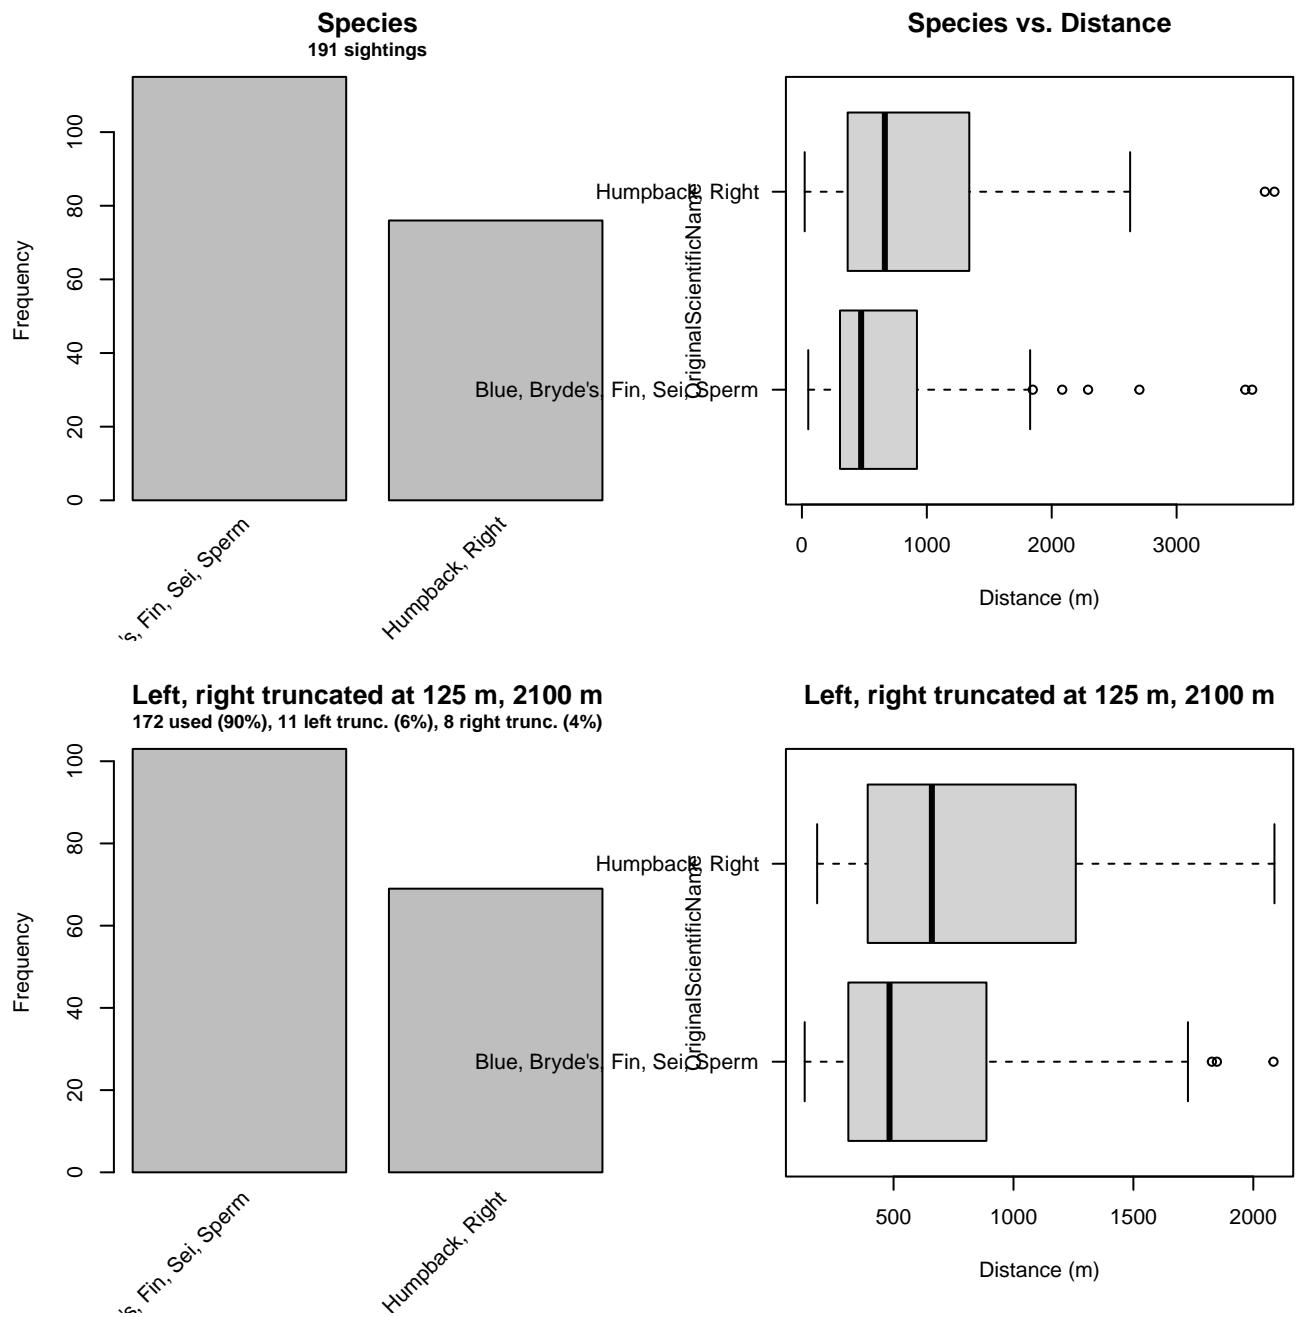 Species
191 sightings
Frequency
0
20
40
60
80
100
's, Fin, Sei, Sperm
Humpback, Right
Species vs. Distance
OriginalScientificName
Humpback, Right
Blue, Bryde's, Fin, Sei, Sperm
0 1000 2000 3000
Distance (m)
Left, right truncated at 125 m, 2100 m
172 used (90%), 11 left trunc. (6%), 8 right trunc. (4%)
Frequency
0
20
40
60
80
100
's, Fin, Sei, Sperm
Humpback, Right
Left, right truncated at 125 m, 2100 m
OriginalScientificName
Humpback, Right
Blue, Bryde's, Fin, Sei, Sperm
500 1000 1500 2000
Distance (m)